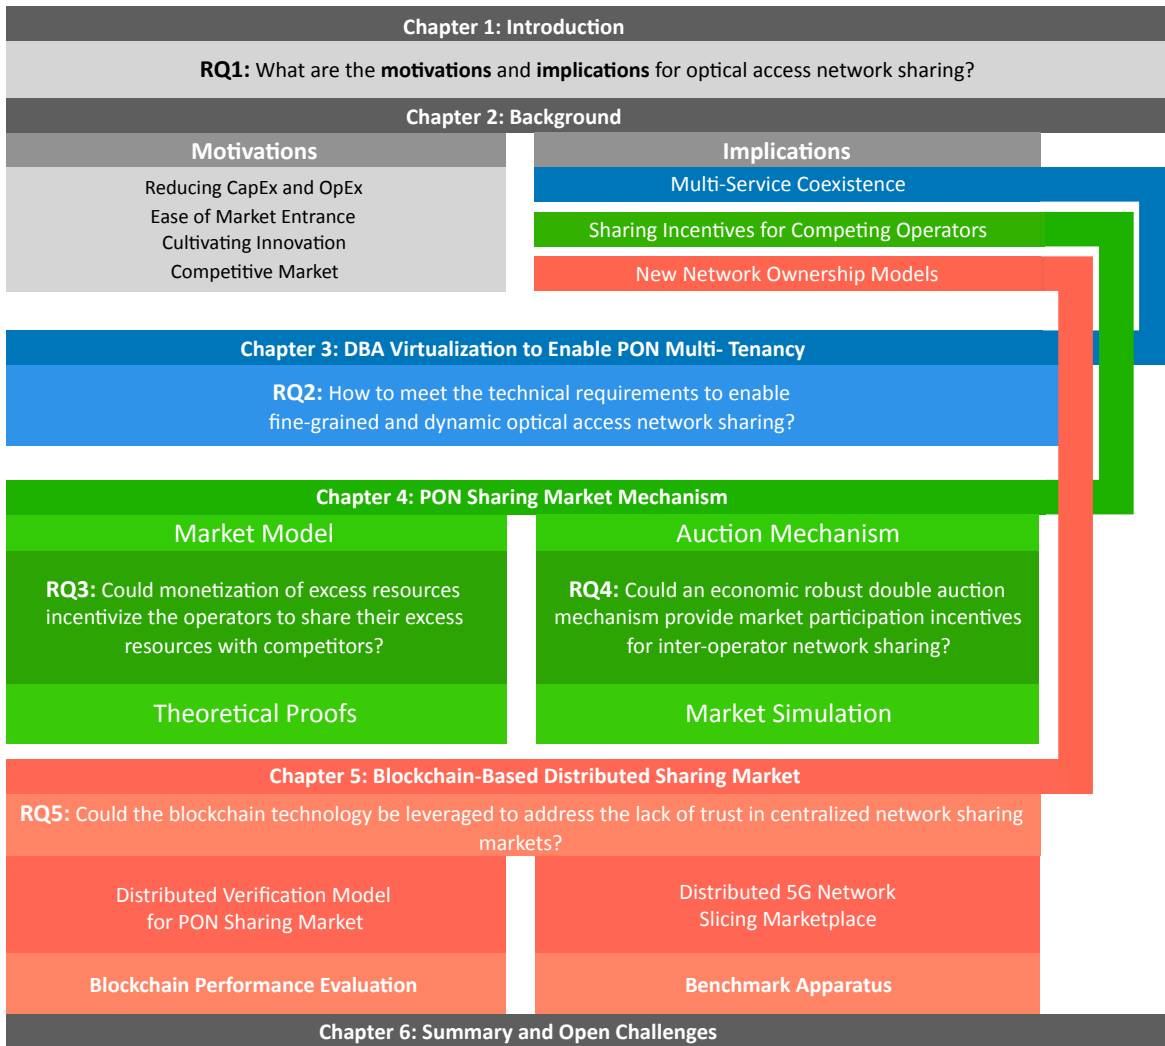 Chapter 1: Introduction
RQ1: What are the motivations and implications for optical access network sharing?
Chapter 2: Background
Motivations
Reducing CapEx and OpEx
Ease of Market Entrance
Cultivating Innovation
Competitive Market
Implications
Multi-Service Coexistence
Sharing Incentives for Competing Operators
New Network Ownership Models
Chapter 3: DBA Virtualization to Enable PON Multi- Tenancy
RQ2: How to meet the technical requirements to enable
fine-grained and dynamic optical access network sharing?
Chapter 4: PON Sharing Market Mechanism
Market Model
RQ3: Could monetization of excess resources
incentivize the operators to share their excess
resources with competitors?
Theoretical Proofs
Auction Mechanism
RQ4: Could an economic robust double auction
mechanism provide market participation incentives
for inter-operator network sharing?
Market Simulation
Chapter 5: Blockchain-Based Distributed Sharing Market
RQ5: Could the blockchain technology be leveraged to address the lack of trust in centralized network sharing
markets?
Distributed Verification Model
for PON Sharing Market
Blockchain Performance Evaluation
Distributed 5G Network
Slicing Marketplace
Benchmark Apparatus
Chapter 6: Summary and Open Challenges